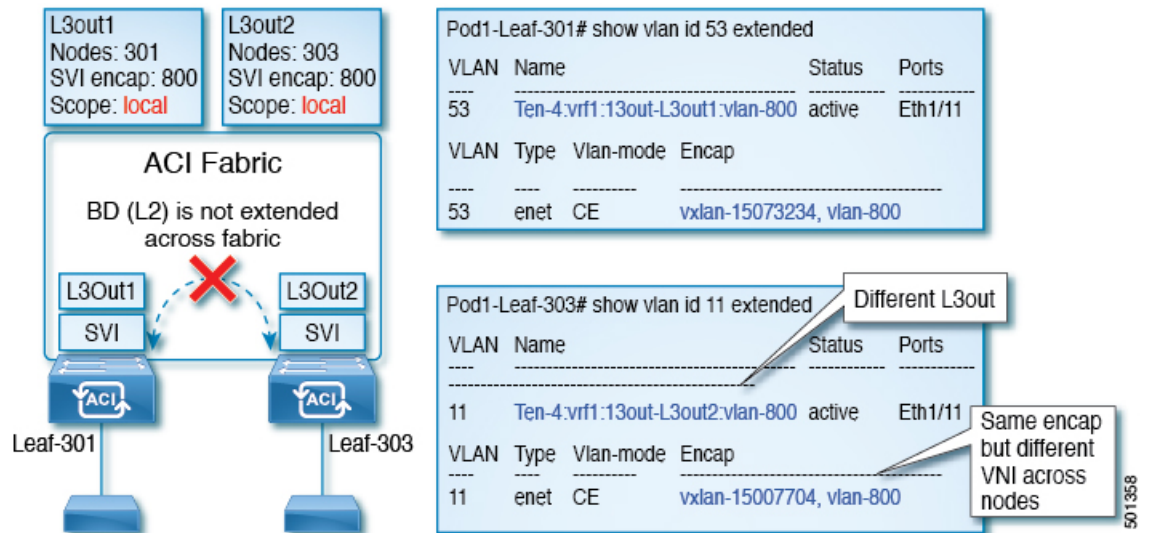 L3out1
Nodes: 301
SVI encap: 800
Scope: local
L3out2
Nodes: 303
SVI encap: 800
Scope: local
ACI Fabric
BD (L2) is not extended
across fabric
L3Out1
SVI
L3Out2
SVI
ACI
ACI
Leaf-301
Leaf-303
Pod1-Leaf-301# show vlan id 53 extended
VLAN Name Status Ports
---- -------------------------------- ---------- ----------
53 Ten-4:vrf1:13out-L3out1:vlan-800 active Eth1/11
VLAN Type Vlan-mode Encap
---- ---- ---------- -------------------------------
53 enet CE vxlan-15073234, vlan-800
Pod1-Leaf-303# show vlan id 11 extended
Different L3out
VLAN Name Status Ports
---- ---------- ----------
--------------------------------
11 Ten-4:vrf1:13out-L3out2:vlan-800 active Eth1/11
VLAN Type Vlan-mode Encap
---- ---- ---------- -------------------------------
11 enet CE vxlan-15007704, vlan-800
Same encap
but different
VNI across
nodes
501358